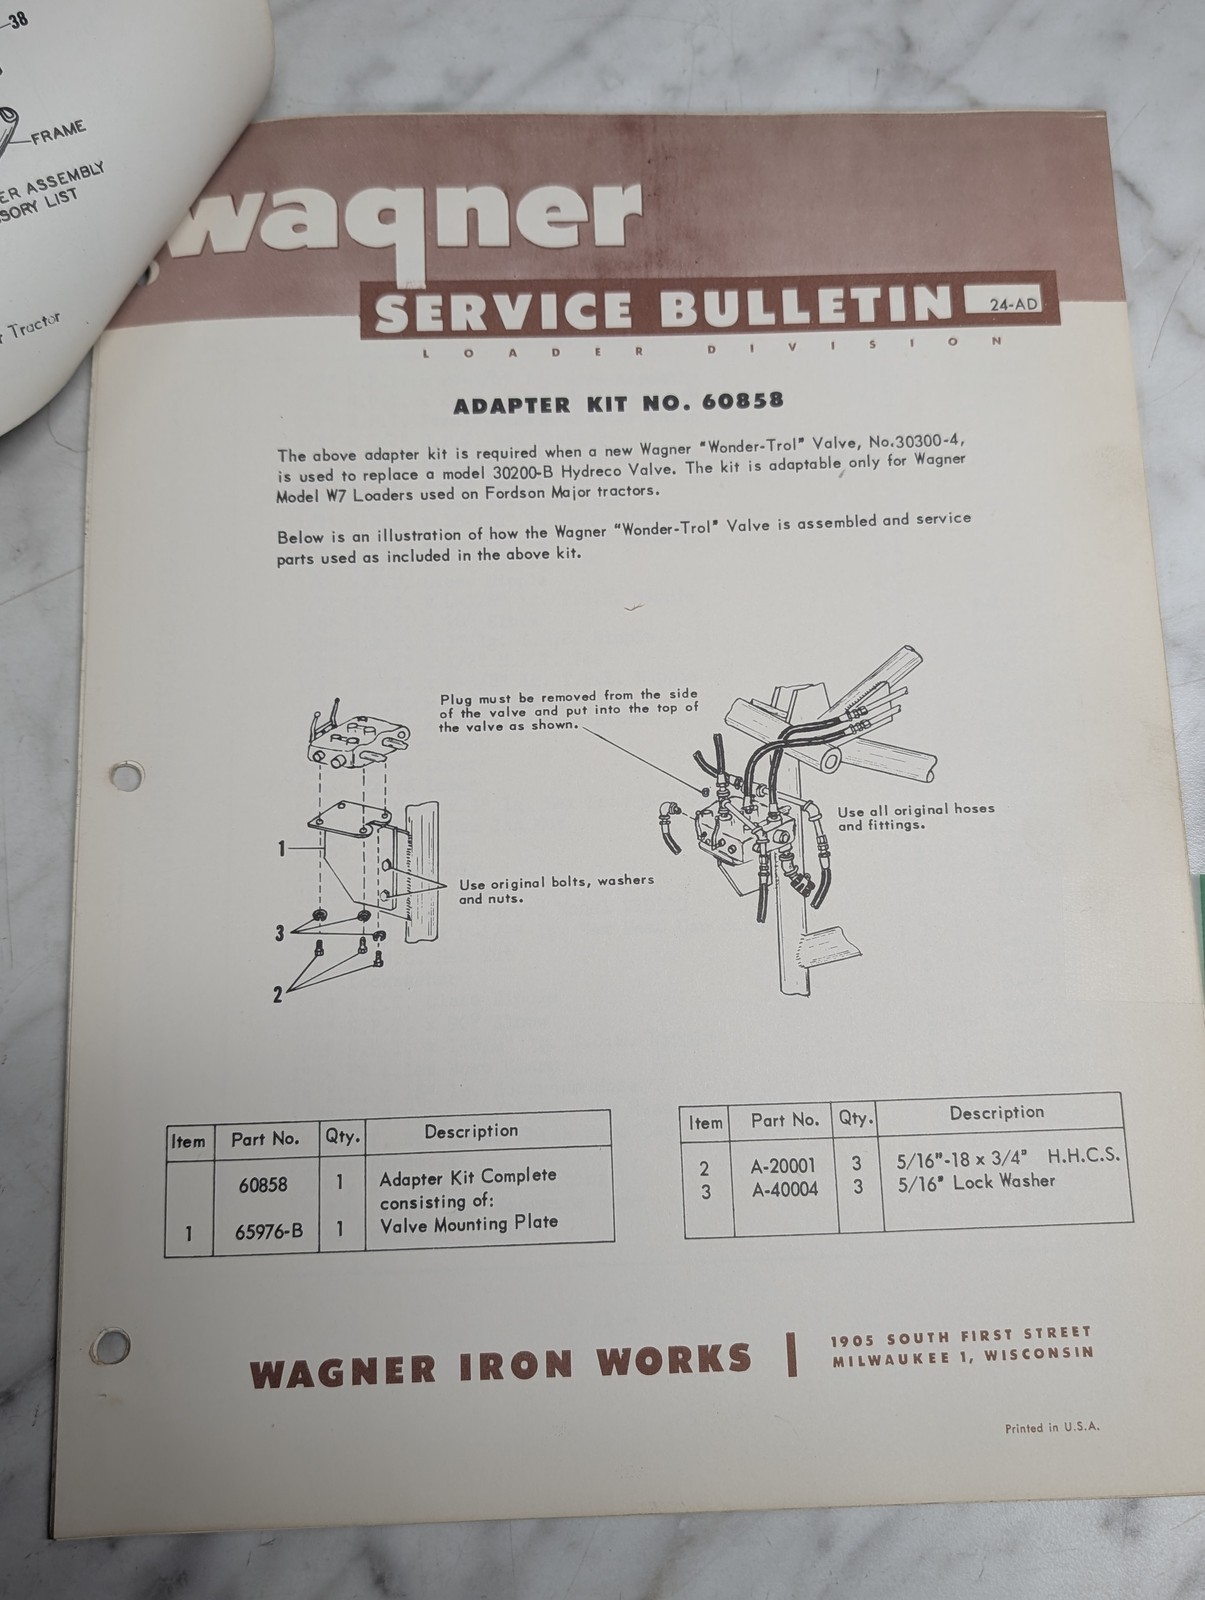 -38
FRAME
ER ASSEMBLY
SORY LIST
Tractor
wagner
SERVICE BULLETIN 24-AD
LOADER DIVISION
ADAPTER KIT NO. 60858
The above adapter kit is required when a new Wagner "Wonder-Trol" Valve, No.30300-4,
is used to replace a model 30200-B Hydreco Valve. The kit is adaptable only for Wagner
Model W7 Loaders used on Fordson Major tractors.
Below is an illustration of how the Wagner "Wonder-Trol" Valve is assembled and service
parts used as included in the above kit.
Plug must be removed from the side
of the valve and put into the top of
the valve as shown.
Use all original hoses
and fittings.
1
Use original bolts, washers
and nuts.
3
2
Item Part No. Qty. Description
60858 1 Adapter Kit Complete
consisting of:
1 65976-B 1 Valve Mounting Plate
Item Part No. Qty. Description
2 A-20001 3 5/16"-18 x 3/4" H.H.C.S.
3 A-40004 3 5/16" Lock Washer
WAGNER IRON WORKS
1905 SOUTH FIRST STREET
MILWAUKEE 1, WISCONSIN
Printed in U.S.A.